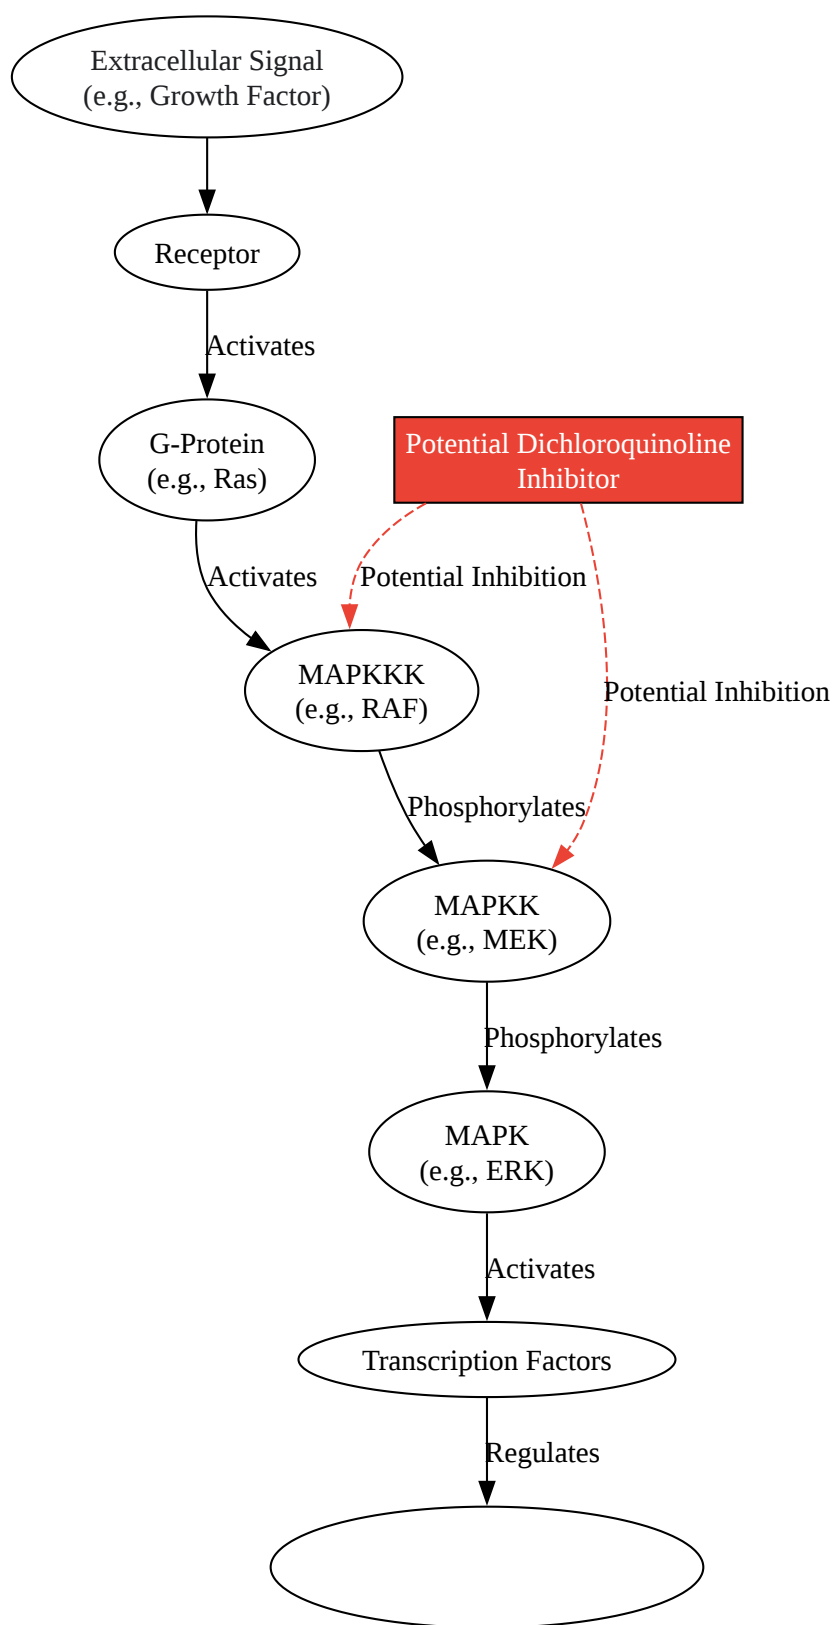 Extracellular Signal
(e.g., Growth Factor)
Receptor
Activates
G-Protein
(e.g., Ras)
Potential Dichloroquinoline
Inhibitor
Activates
Potential Inhibition
MAPKKK
(e.g., RAF)
Potential Inhibition
Phosphorylates
MAPKK
(e.g., MEK)
Phosphorylates
MAPK
(e.g., ERK)
Activates
Transcription Factors
Regulates